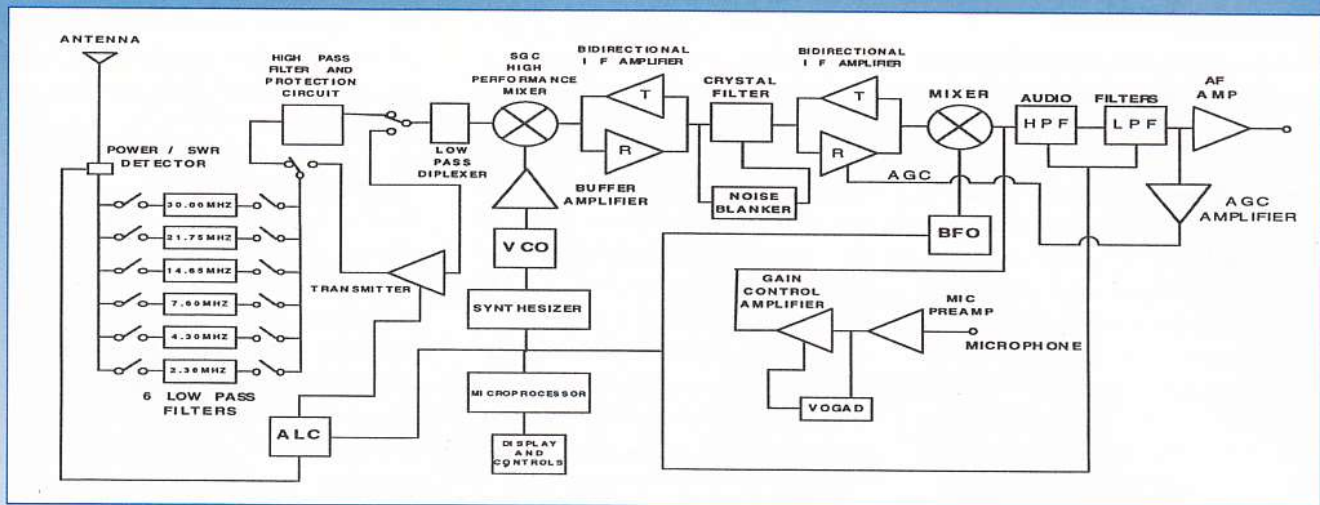 ANTENNA
HIGH PASS
FILTER AND
PROTECTION
CIRCUIT
SGC
HIGH
PERFORMANCE
MIXER
BIDIRECTIONAL
I F AMPLIFIER
T
R
CRYSTAL
FILTER
BIDIRECTIONAL
I F AMPLIFIER
T
R
MIXER
AUDIO FILTERS
HPF
LPF
AF
AMP
POWER / SWR
DETECTOR
LOW
PASS
DIPLEXER
BUFFER
AMPLIFIER
NOISE
BLANKER
AGC
AGC
AMPLIFIER
30.00MHZ
21.75MHZ
14.65MHZ
7.60MHZ
4.30MHZ
2.36MHZ
6 LOW PASS
FILTERS
TRANSMITTER
VCO
BFO
SYNTHESIZER
GAIN
CONTROL
AMPLIFIER
MIC
PREAMP
MICROPHONE
MICROPROCESSOR
VOGAD
ALC
DISPLAY
AND
CONTROLS